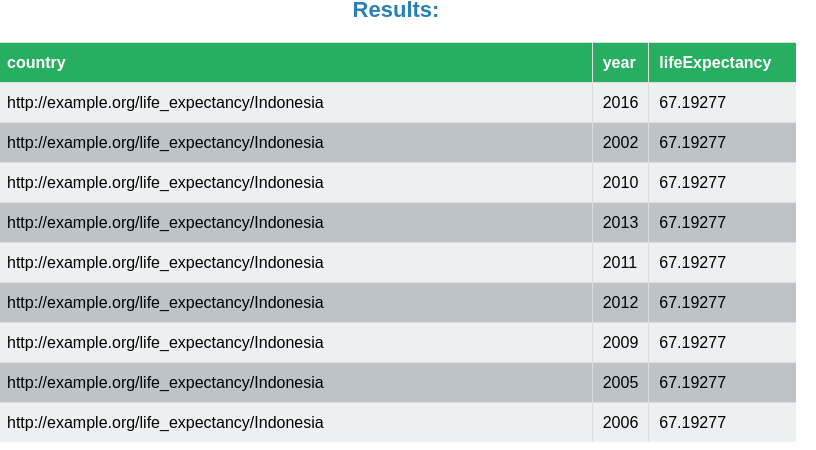 Results:
country year lifeExpectancy
http://example.org/life_expectancy/Indonesia 2016 67.19277
http://example.org/life_expectancy/Indonesia 2002 67.19277
http://example.org/life_expectancy/Indonesia 2010 67.19277
http://example.org/life_expectancy/Indonesia 2013 67.19277
http://example.org/life_expectancy/Indonesia 2011 67.19277
http://example.org/life_expectancy/Indonesia 2012 67.19277
http://example.org/life_expectancy/Indonesia 2009 67.19277
http://example.org/life_expectancy/Indonesia 2005 67.19277
http://example.org/life_expectancy/Indonesia 2006 67.19277